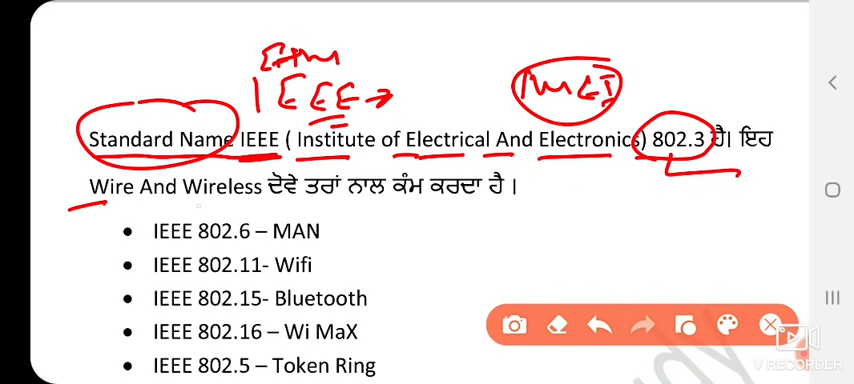 IEEE →
Standard Name IEEE ( Institute of Electrical And Electronics) 802.3 ਹੈ। ਇਹ
Wire And Wireless ਦੋਵੇ ਤਰਾਂ ਨਾਲ ਕੰਮ ਕਰਦਾ ਹੈ ।
• IEEE 802.6 – MAN
• IEEE 802.11- Wifi
• IEEE 802.15- Bluetooth
• IEEE 802.16 – Wi MaX
• IEEE 802.5 – Token Ring
V RECORDER